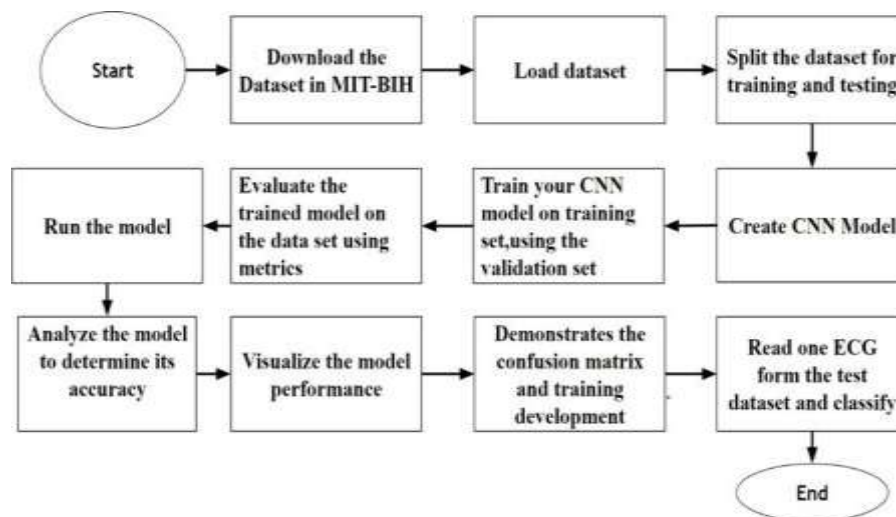 Start
Download the
Dataset in MIT-BIH
Load dataset
Split the dataset for
training and testing
Create CNN Model
Train your CNN
model on training
set,using the
validation set
Evaluate the
trained model on
the data set using
metrics
Run the model
Analyze the model
to determine its
accuracy
Visualize the model
performance
Demonstrates the
confusion matrix
and training
development
Read one ECG
form the test
dataset and classify
End